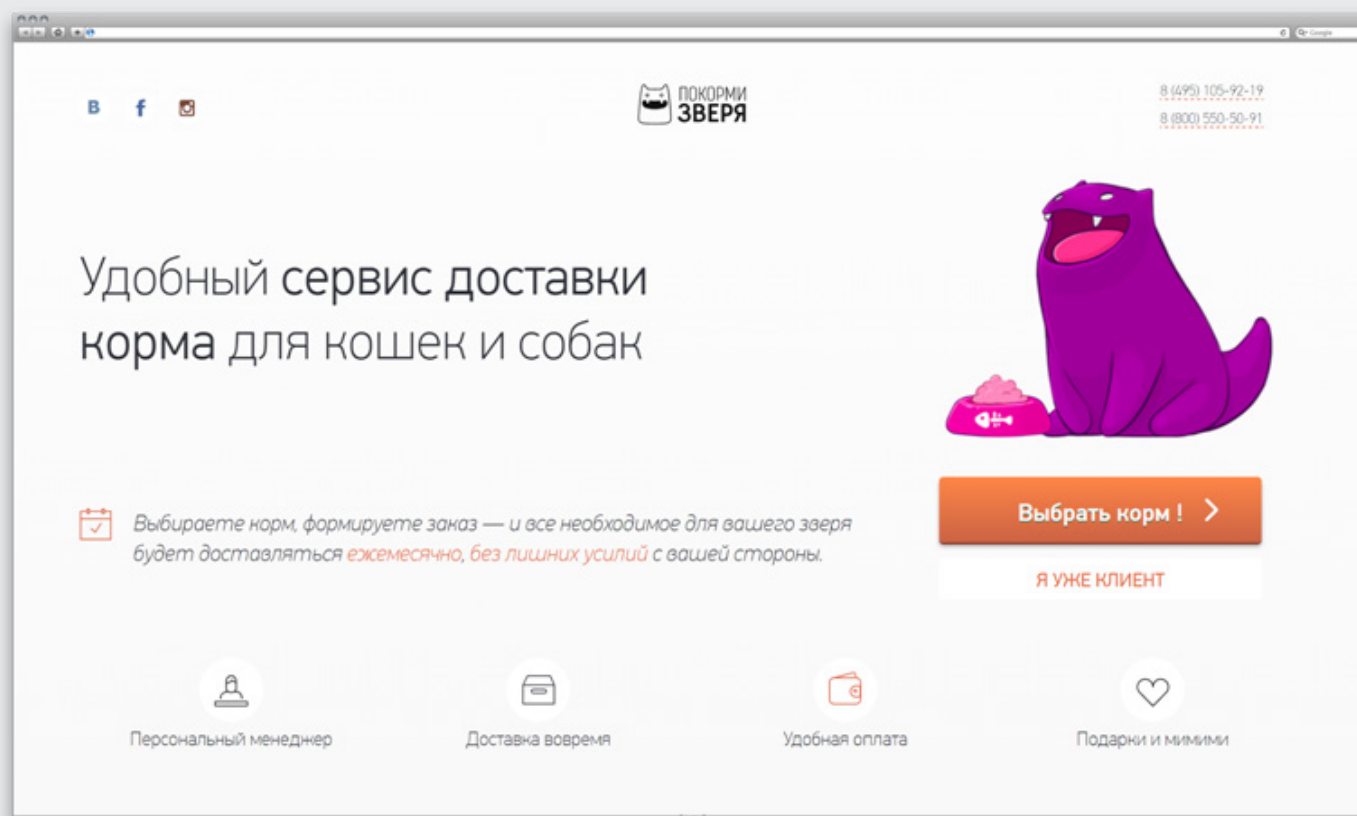 Google
B f
ПОКОРМИ
ЗВЕРЯ
8 (495) 105-92-19
8 (800) 550-50-91
Удобный сервис доставки
корма для кошек и собак
Выбираете корм, формируете заказ — и все необходимое для вашего зверя
будет доставляться ежемесячно, без лишних усилий с вашей стороны.
Выбрать корм !
Я УЖЕ КЛИЕНТ
Персональный менеджер
Доставка вовремя
Удобная оплата
Подарки и мимими